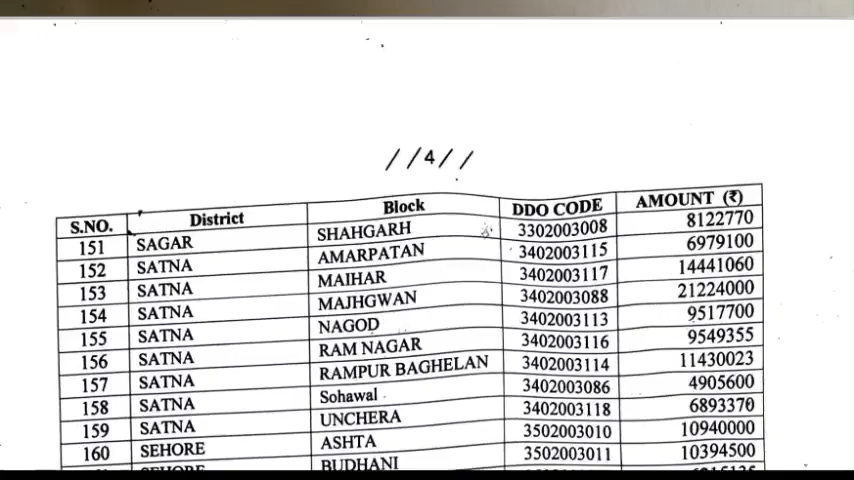 //4//
S.NO. District Block DDO CODE AMOUNT (₹)
151 SAGAR SHAHGARH 3302003008 8122770
152 SATNA AMARPATAN 3402003115 6979100
153 SATNA MAIHAR 3402003117 14441060
154 SATNA MAJHGWAN 3402003088 21224000
155 SATNA NAGOD 3402003113 9517700
156 SATNA RAM NAGAR 3402003116 9549355
157 SATNA RAMPUR BAGHELAN 3402003114 11430023
158 SATNA Sohawal 3402003086 4905600
159 SATNA UNCHERA 3402003118 6893370
160 SEHORE ASHTA 3502003010 10940000
SEHORE BUDHANI 3502003011 10394500